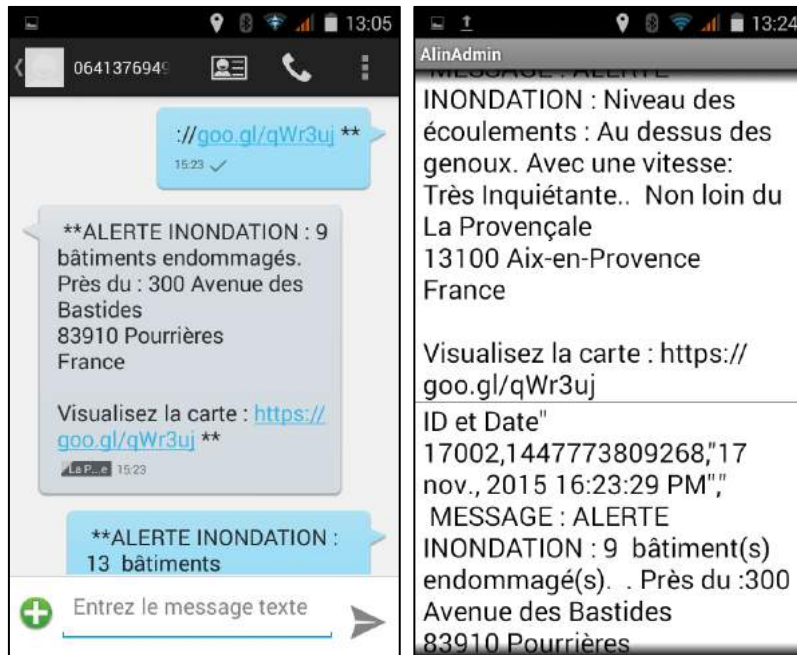 13:05
0641376949
://goo.gl/qWr3uj **
15:23
**ALERTE INONDATION : 9
bâtiments endommagés.
Près du : 300 Avenue des
Bastides
83910 Pourrières
France
Visualisez la carte : https://
goo.gl/qWr3uj **
La P...e 15:23
**ALERTE INONDATION :
13 bâtiments
Entrez le message texte
13:24
AlinAdmin
MESSAGE : ALERTE
INONDATION : Niveau des
écoulements : Au dessus des
genoux. Avec une vitesse:
Très Inquiétante.. Non loin du
La Provençale
13100 Aix-en-Provence
France
Visualisez la carte : https://
goo.gl/qWr3uj
ID et Date"
17002,1447773809268,"17
nov., 2015 16:23:29 PM","
MESSAGE : ALERTE
INONDATION : 9 bâtiment(s)
endommagé(s). . Près du :300
Avenue des Bastides
83910 Pourrières